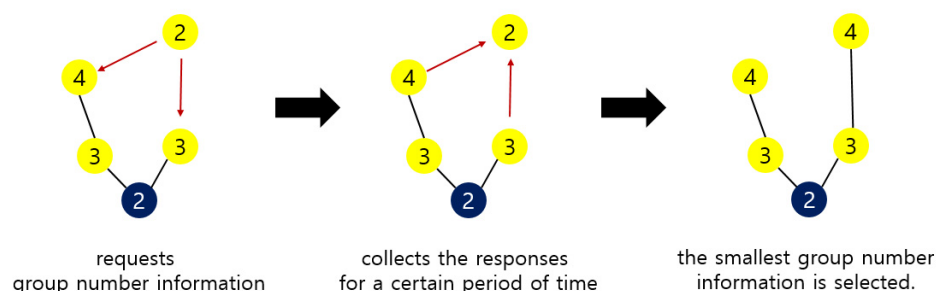 2
4
3
3
2
requests
group number information
2
4
3
3
2
collects the responses
for a certain period of time
4
4
3
3
2
the smallest group number
information is selected.